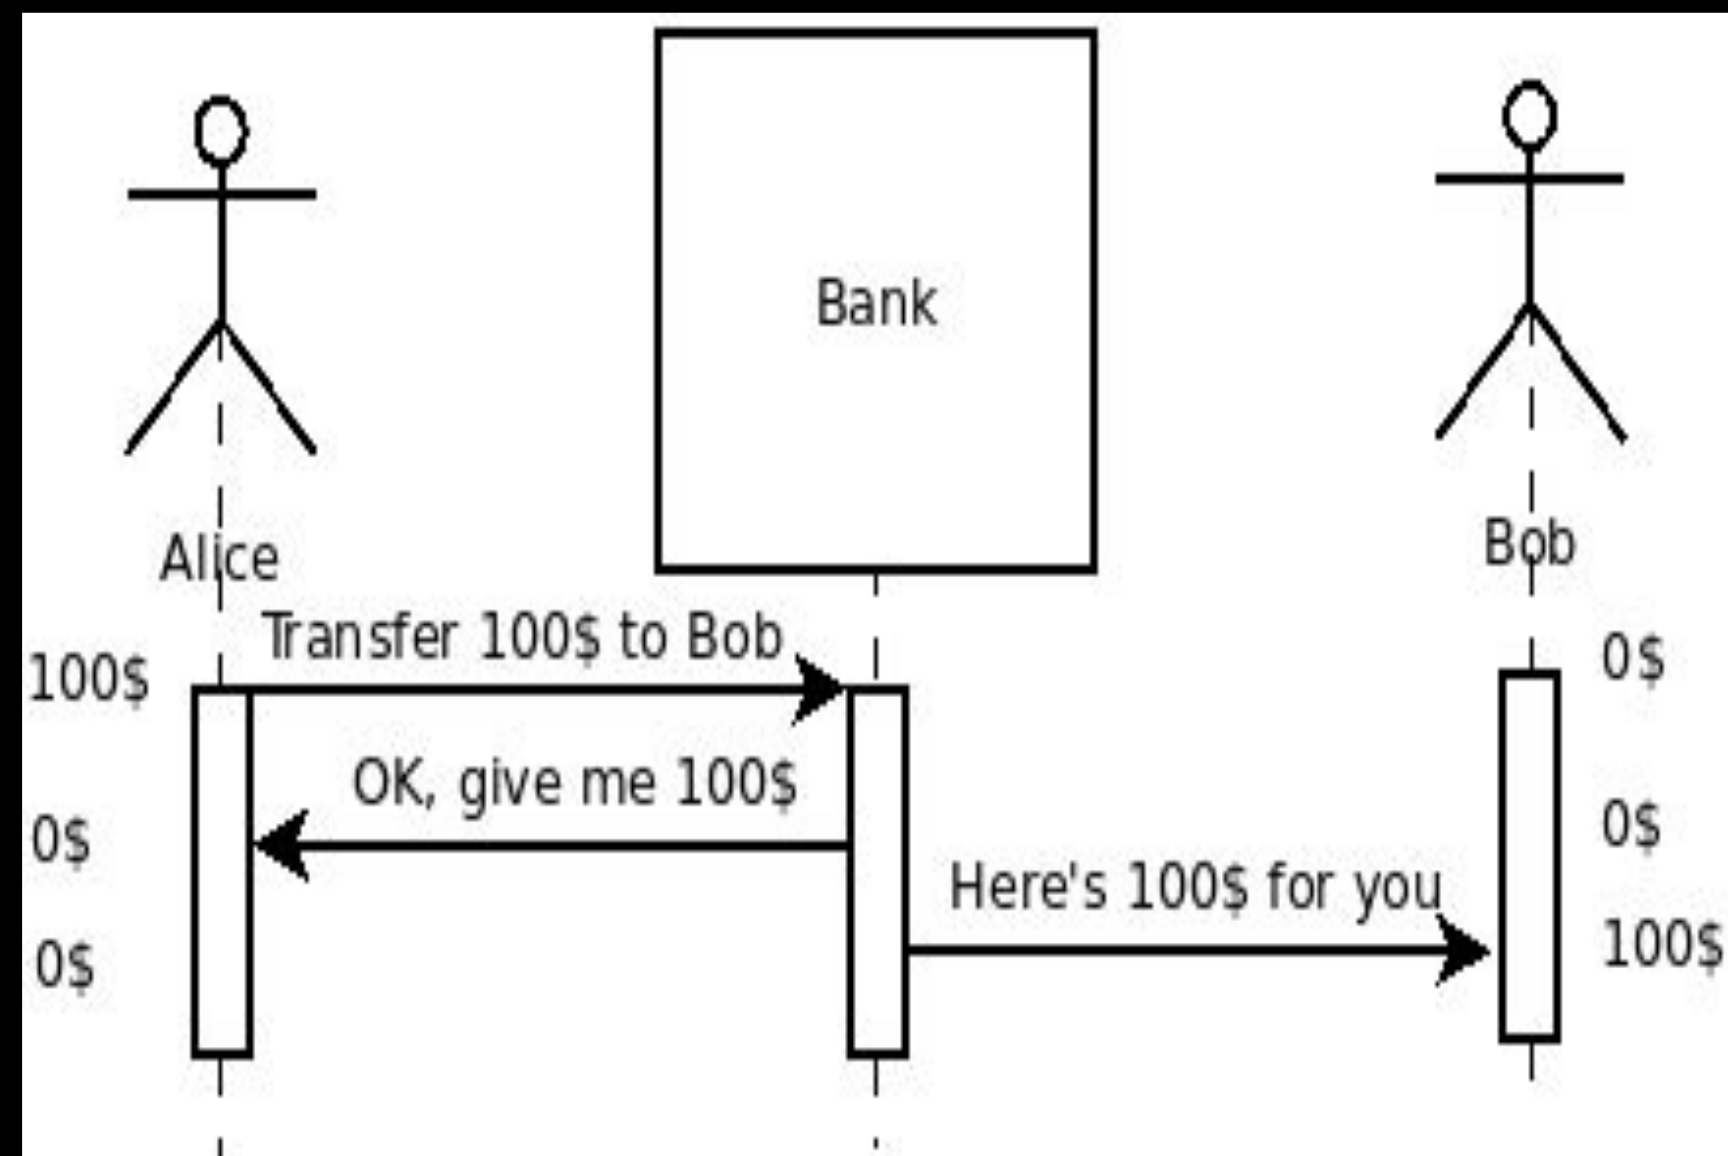 Bank
Alice
Bob
Transfer 100$ to Bob
100$
0$
OK, give me 100$
0$
0$
Here's 100$ for you
0$
100$